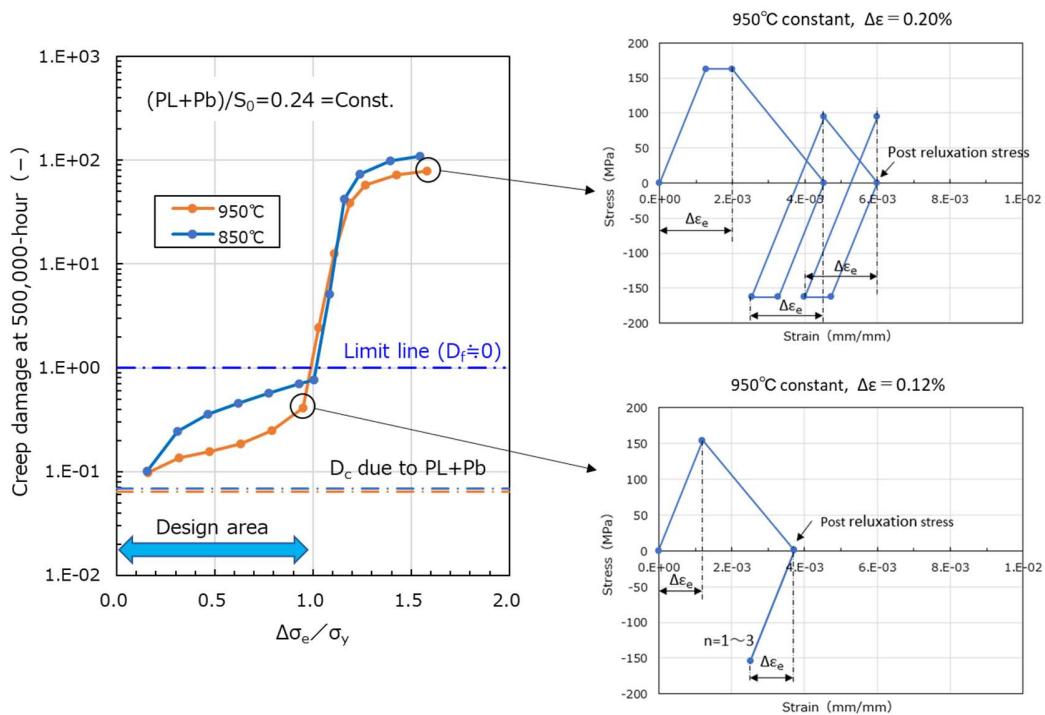 1.E+03
1.E+02
1.E+01
1.E+00
1.E-01
1.E-02
Creep damage at 500,000-hour (-)
(PL+Pb)/S₀=0.24 =Const.
950℃
850℃
Limit line (D_f≒0)
D_c due to PL+Pb
Design area
0.0 0.5 1.0 1.5 2.0
Δσₑ／σ_y
950℃ constant, Δε＝0.20%
200
150
100
50
0
-50
-100
-150
-200
Stress (MPa)
Post reluxation stress
0.E+00 2.E-03 4.E-03 6.E-03 8.E-03 1.E-02
Δεₑ
Δεₑ
Δεₑ
Strain (mm/mm)
950℃ constant, Δε＝0.12%
200
150
100
50
0
-50
-100
-150
-200
Stress (MPa)
Post reluxation stress
0.E+00 2.E-03 4.E-03 6.E-03 8.E-03 1.E-02
Δεₑ
n=1～3
Δεₑ
Strain (mm/mm)